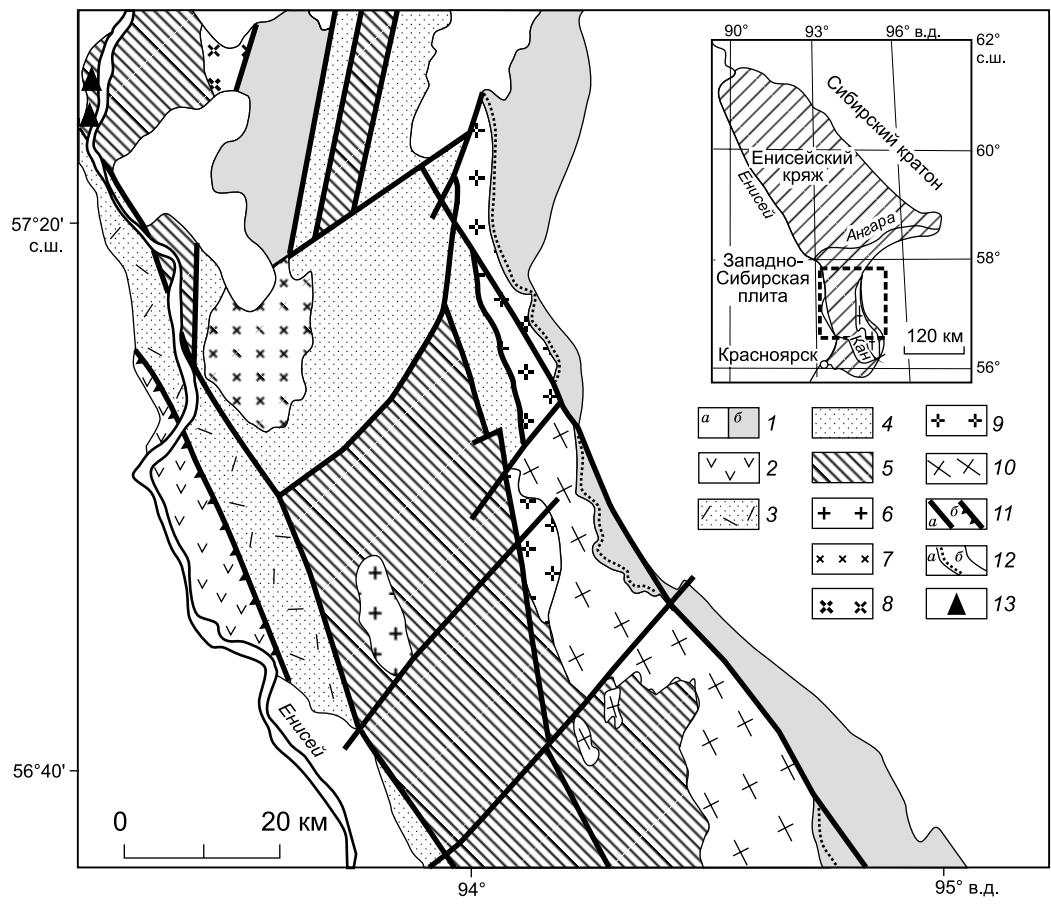 90°
93°
96° в.д.
62°
с.ш.
Сибирский кратон
Енисейский
кряж
60°
Енисей
Ангара
58°
Западно-
Сибирская
плита
Кан
120 км
Красноярск
56°
57°20'
с.ш.
56°40'
Енисей
0 20 км
94°
95° в.д.
а б 1
2
3
4
5
6
7
8
9
10
а б 11
а б 12
13